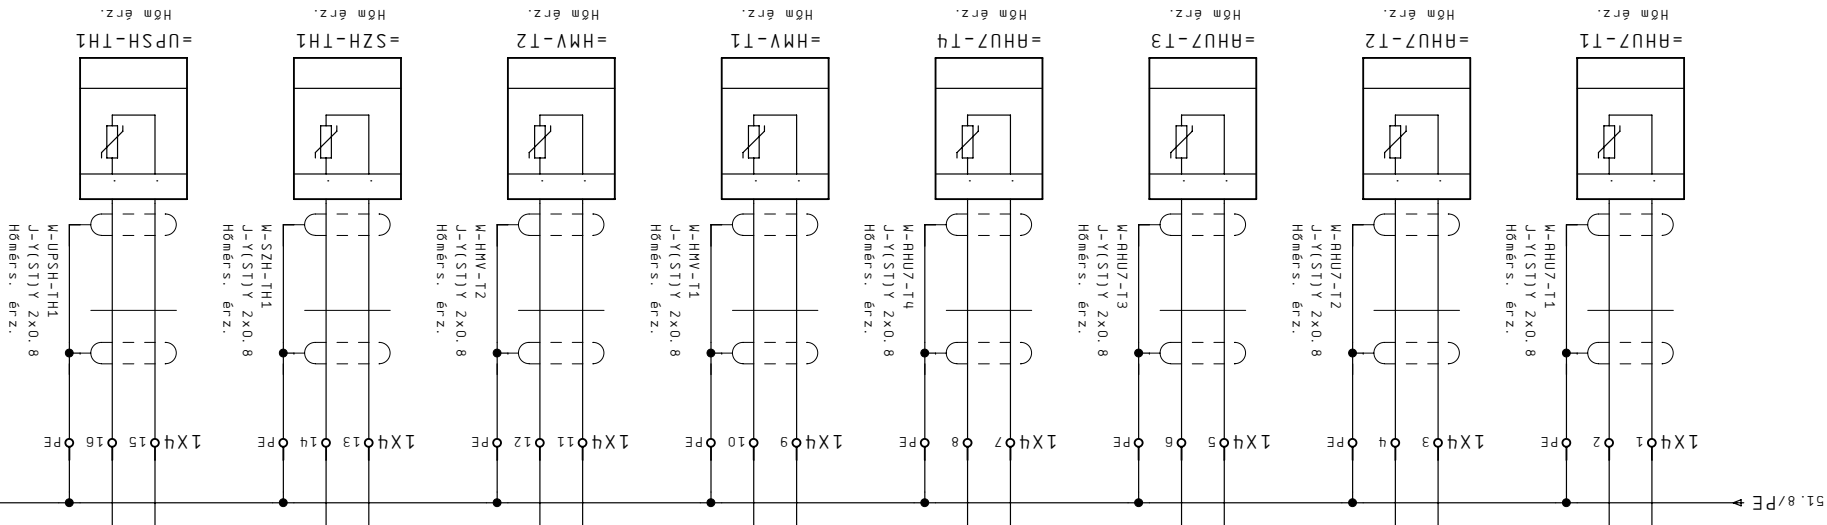 51.8/PE
1X4 1 2 PE
1X4 3 4 PE
1X4 5 6 PE
1X4 7 8 PE
1X4 9 10 PE
1X4 11 12 PE
1X4 13 14 PE
1X4 15 16 PE
W-AHU7-T1
J-Y(ST)Y 2x0.8
Hőmérs. érz.
W-AHU7-T2
J-Y(ST)Y 2x0.8
Hőmérs. érz.
W-AHU7-T3
J-Y(ST)Y 2x0.8
Hőmérs. érz.
W-AHU7-T4
J-Y(ST)Y 2x0.8
Hőmérs. érz.
W-HMV-T1
J-Y(ST)Y 2x0.8
Hőmérs. érz.
W-HMV-T2
J-Y(ST)Y 2x0.8
Hőmérs. érz.
W-SZH-TH1
J-Y(ST)Y 2x0.8
Hőmérs. érz.
W-UPSH-TH1
J-Y(ST)Y 2x0.8
Hőmérs. érz.
=AHU7-T1
Hőm érz.
=AHU7-T2
Hőm érz.
=AHU7-T3
Hőm érz.
=AHU7-T4
Hőm érz.
=HMV-T1
Hőm érz.
=HMV-T2
Hőm érz.
=SZH-TH1
Hőm érz.
=UPSH-TH1
Hőm érz.